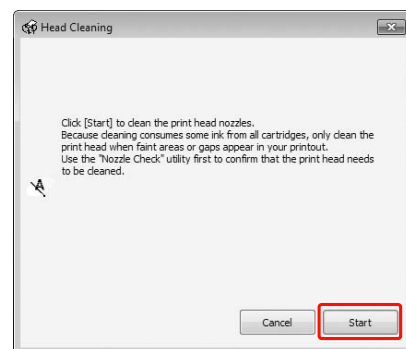 Head Cleaning
Click [Start] to clean the print head nozzles.
Because cleaning consumes some ink from all cartridges, only clean the
print head when faint areas or gaps appear in your printout.
Use the "Nozzle Check" utility first to confirm that the print head needs
to be cleaned.
A
Cancel
Start